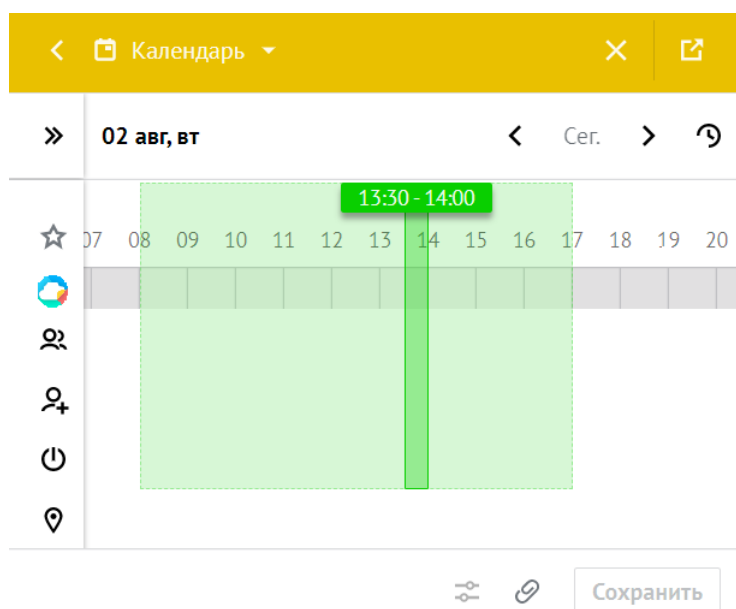 Календарь
02 авг, вт
Сег.
13:30 - 14:00
07 08 09 10 11 12 13 14 15 16 17 18 19 20
Сохранить